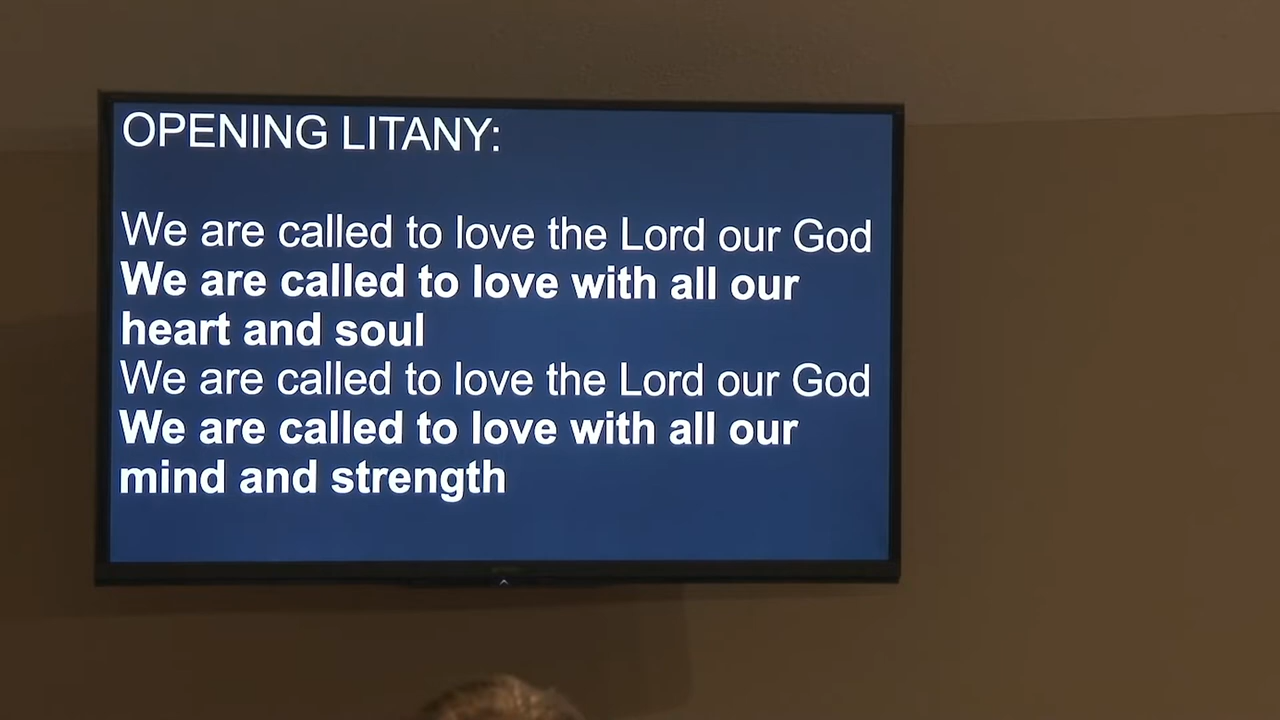 OPENING LITANY:
We are called to love the Lord our God
We are called to love with all our
heart and soul
We are called to love the Lord our God
We are called to love with all our
mind and strength